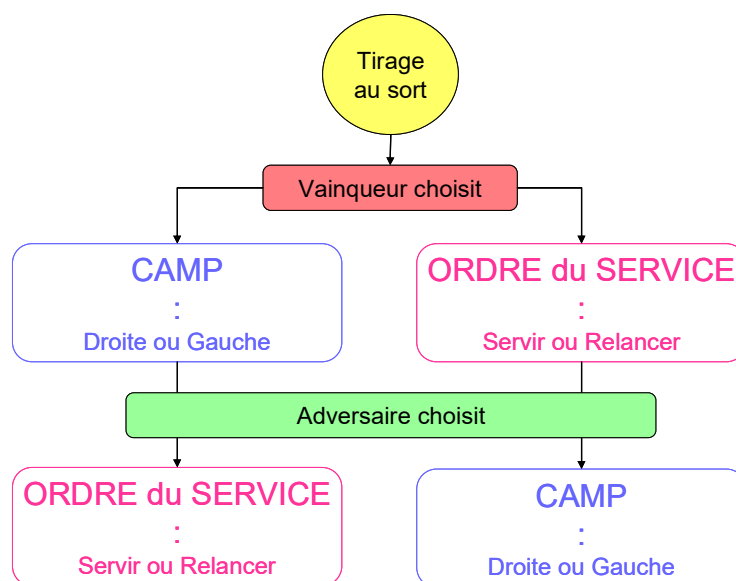 Tirage
au sort
Vainqueur choisit
CAMP
:
Droite ou Gauche
ORDRE du SERVICE
:
Servir ou Relancer
Adversaire choisit
ORDRE du SERVICE
:
Servir ou Relancer
CAMP
:
Droite ou Gauche